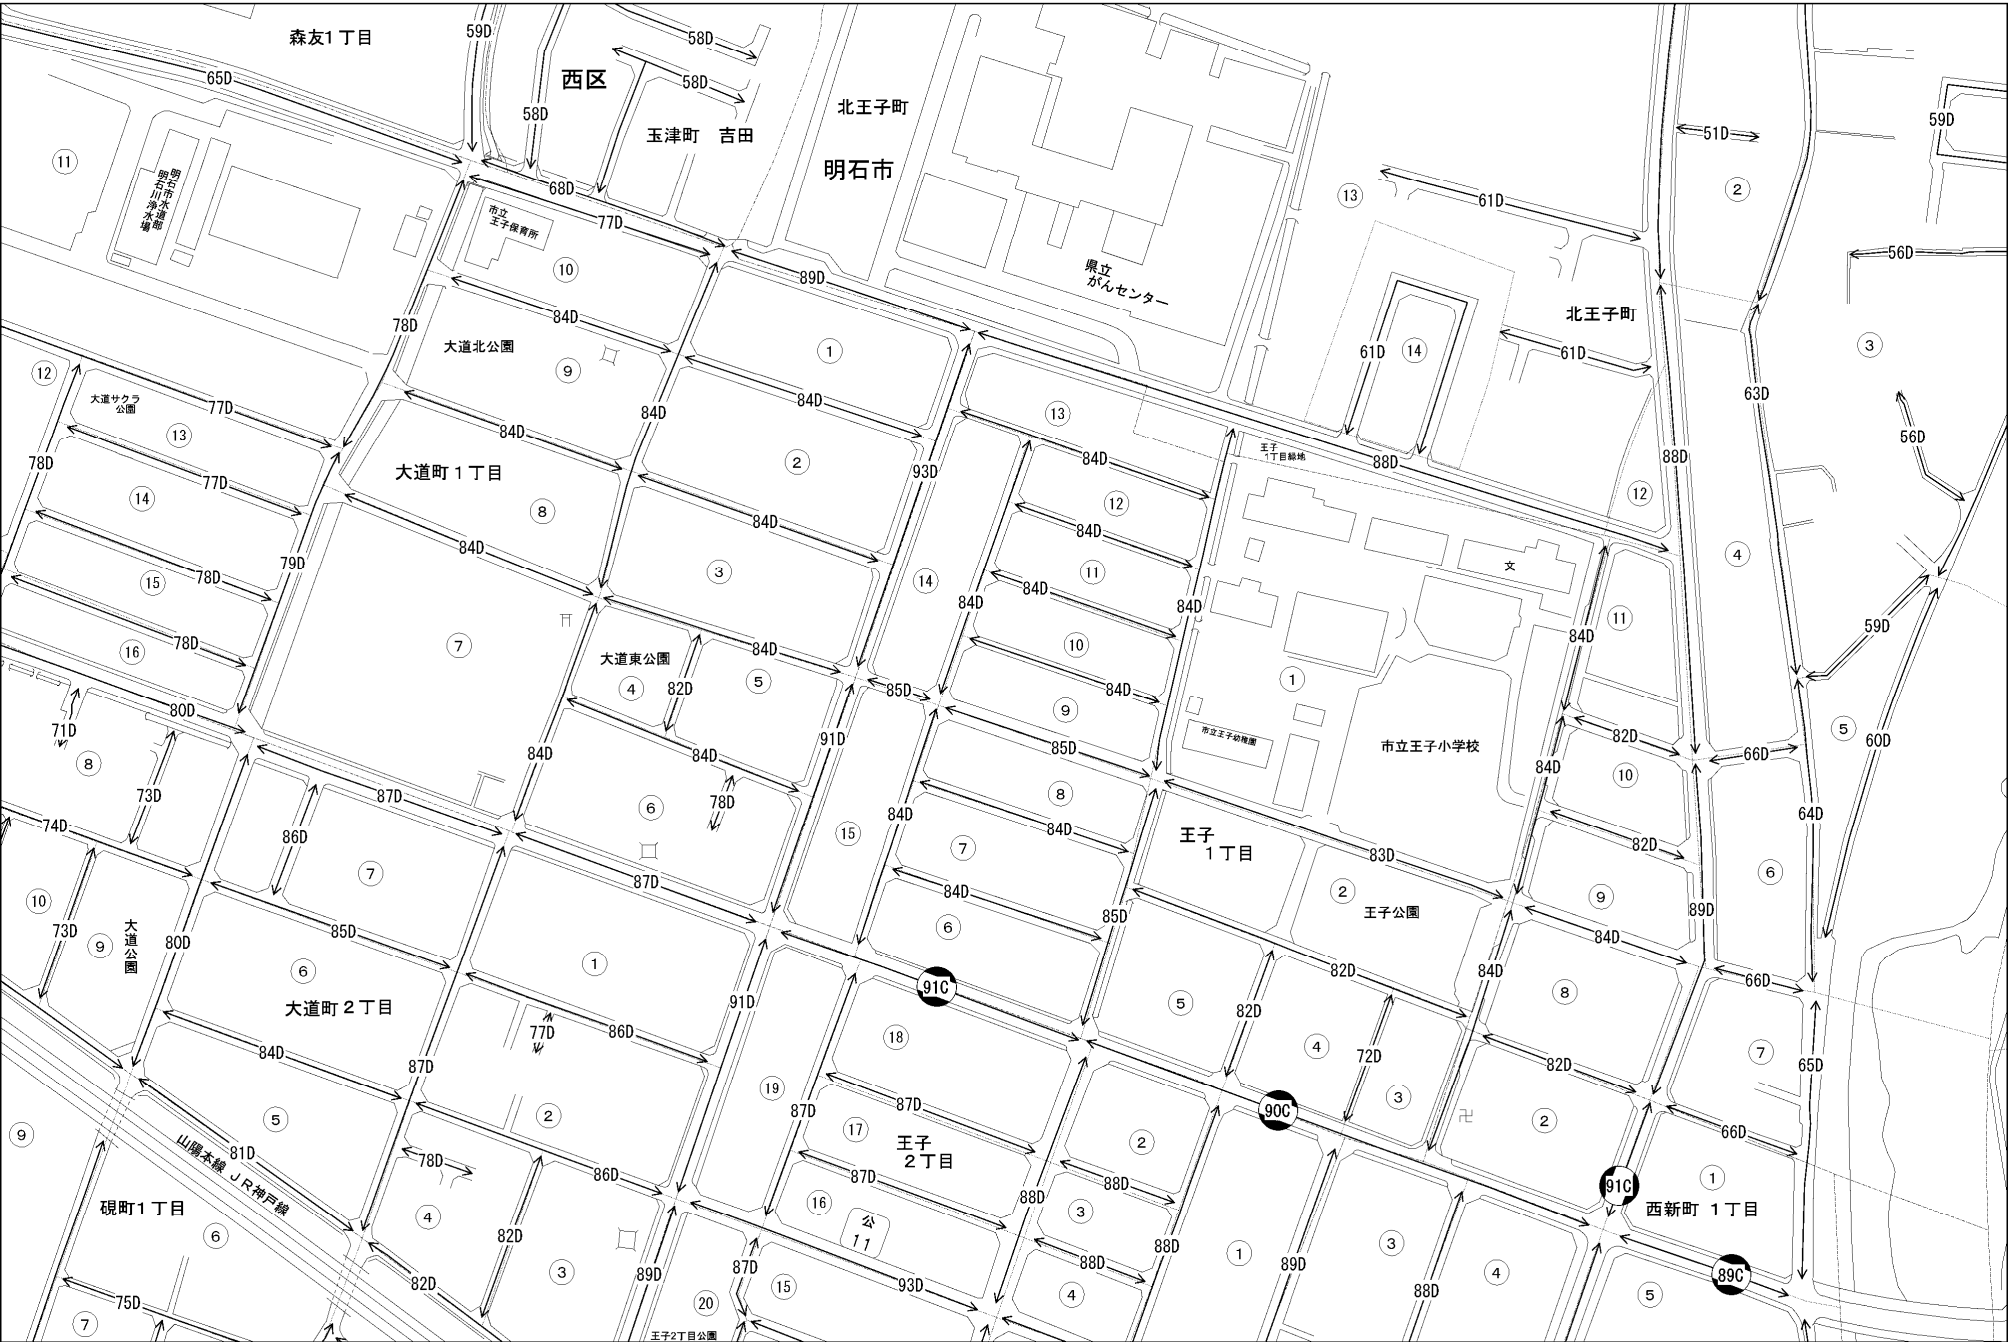 森友1丁目
59D
58D
65D
西区
58D
58D
玉津町 吉田
北王子町
明石市
59D
51D
11
明石市水道部
明石川浄水場
68D
2
13
61D
市立
王子保育所
77D
10
89D
県立
がんセンター
56D
78D
84D
北王子町
大道北公園
1
61D
14
61D
3
9
12
大道サクラ
公園
77D
84D
84D
13
63D
56D
13
84D
84D
2
93D
84D
王子
1丁目緑地
88D
88D
78D
大道町1丁目
77D
14
8
12
12
84D
84D
84D
4
79D
78D
15
3
14
11
84D
文
84D
84D
11
84D
59D
16
78D
7
大道東公園
84D
4
82D
5
10
85D
84D
1
80D
71D
9
85D
91D
84D
市立王子幼稚園
市立王子小学校
82D
66D
5
60D
8
84D
84D
10
73D
87D
78D
6
8
84D
64D
74D
86D
15
84D
王子
1丁目
83D
82D
7
87D
7
2
6
10
84D
王子公園
9
73D
9
大道公園
80D
85D
6
85D
89D
84D
6
1
91C
82D
84D
66D
大道町2丁目
91D
5
82D
8
77D
86D
18
4
72D
7
84D
87D
82D
65D
19
87D
87D
90C
3
5
2
17
王子
2丁目
2
2
9
山陽本線 JR神戸線
81D
78D
86D
87D
88D
88D
66D
硯町1丁目
4
16
公
11
3
91C
1
西新町 1丁目
6
82D
88D
88D
1
3
3
89D
87D
15
93D
4
89D
4
89C
82D
75D
20
88D
5
7
王子2丁目公園